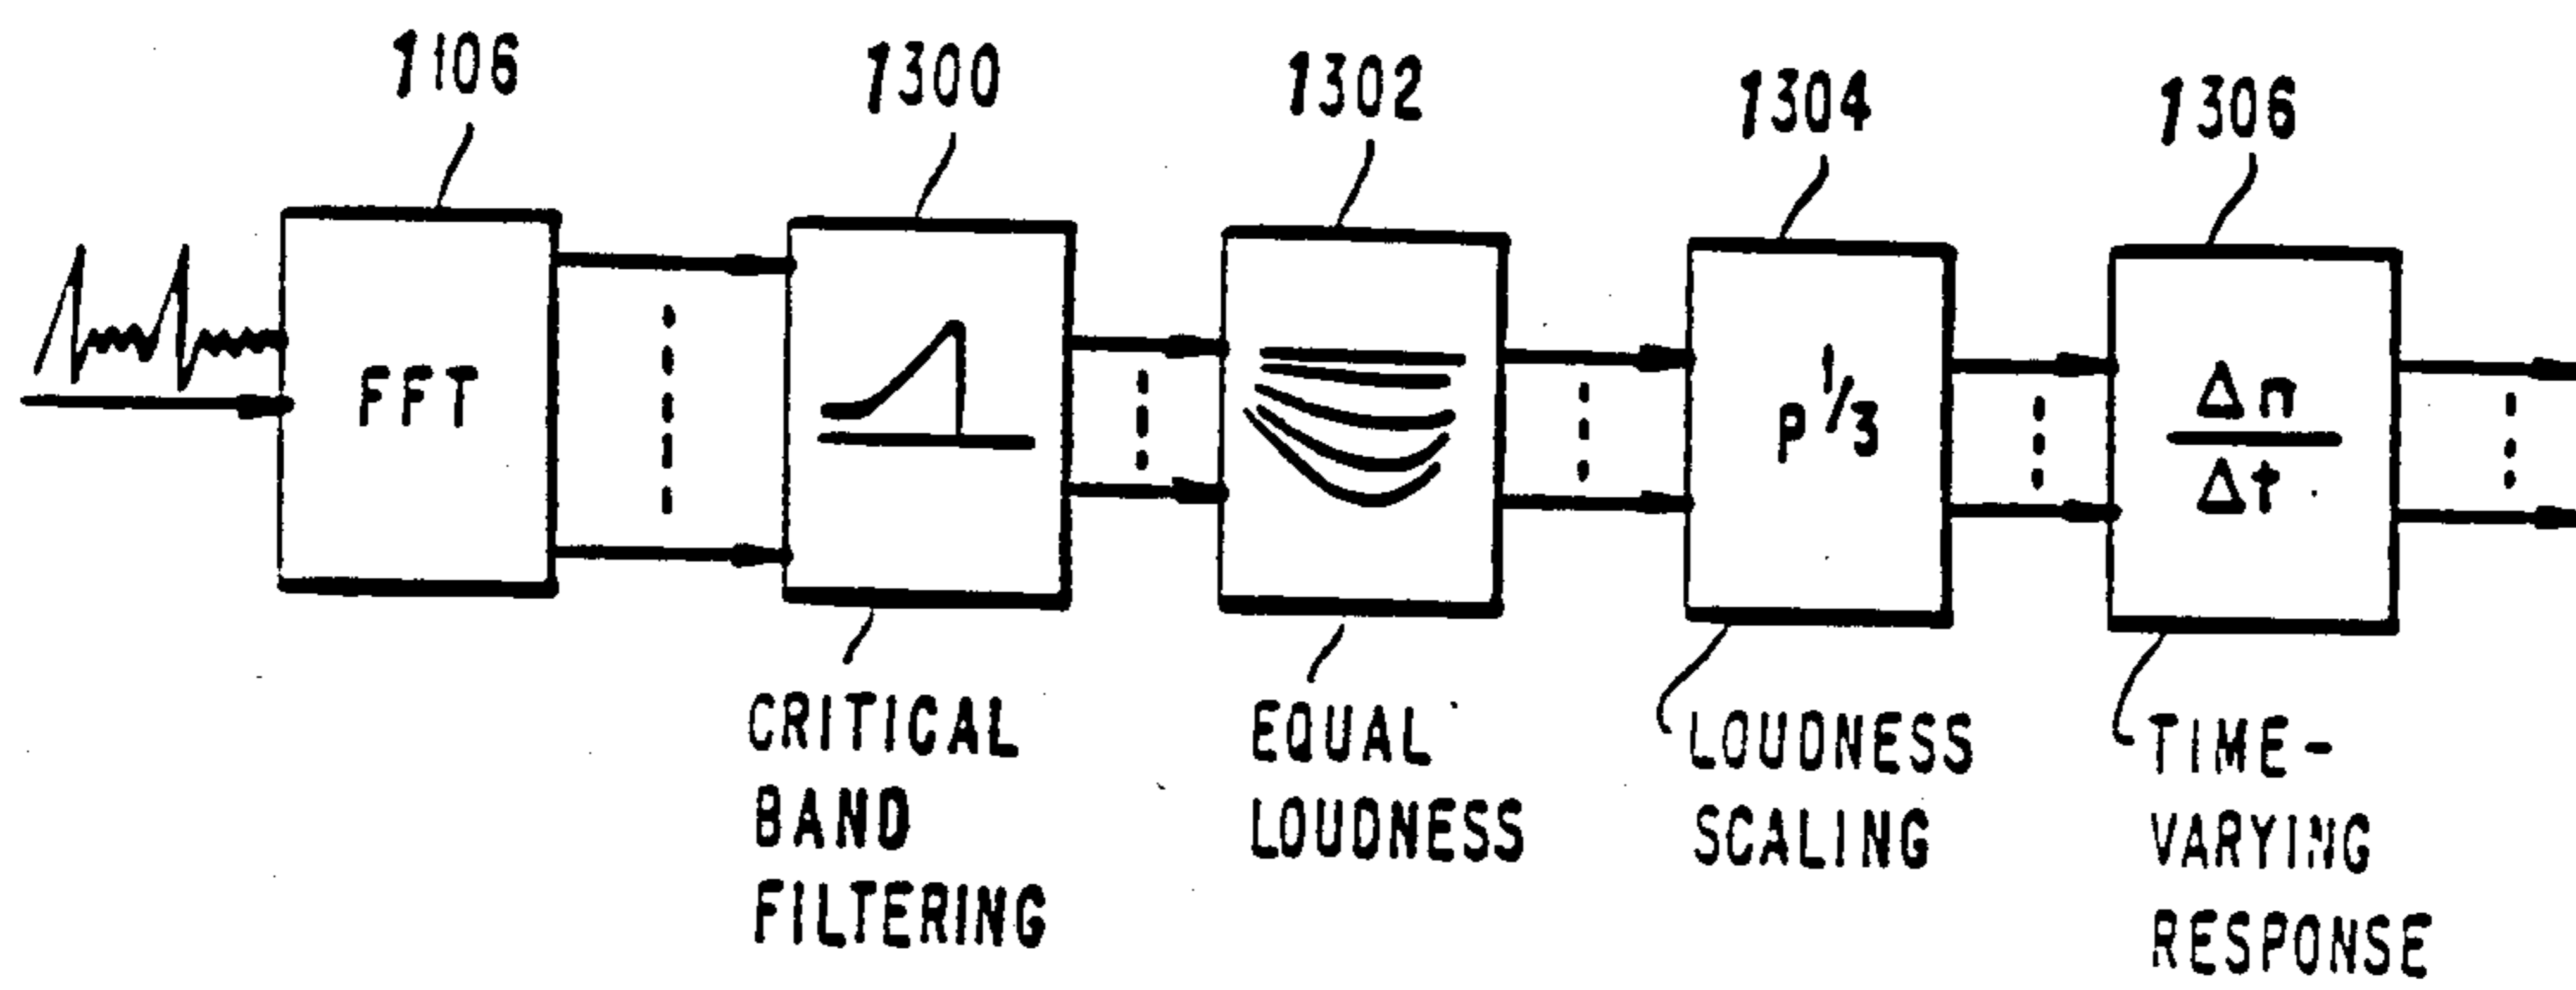 1106
1300
1302
1304
1306
FFT
P 1/3
Δn
Δt
CRITICAL
BAND
FILTERING
EQUAL
LOUDNESS
LOUDNESS
SCALING
TIME-
VARYING
RESPONSE